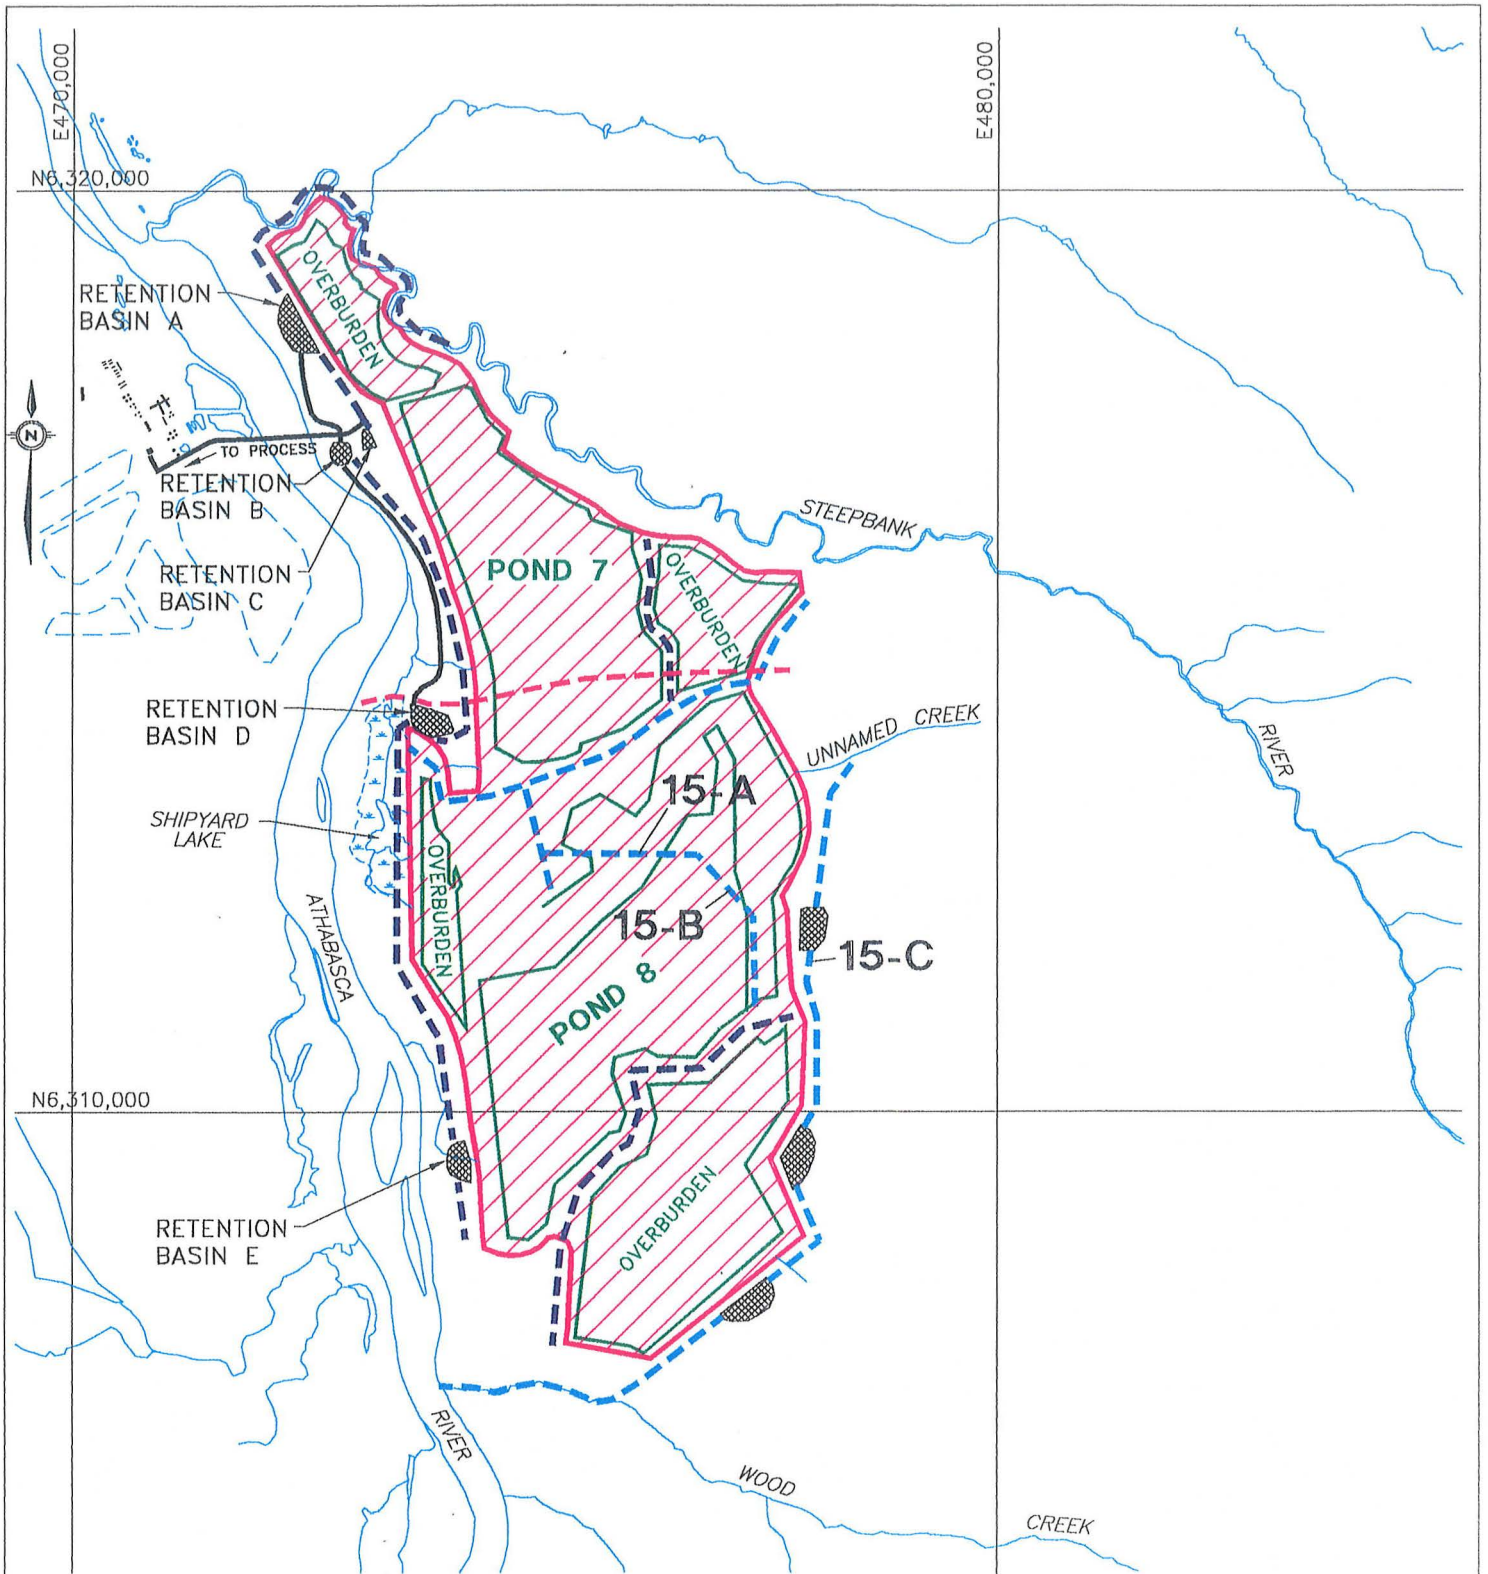 E470,000
E480,000
N6,320,000
OVERBURDEN
RETENTION
BASIN A
N
TO PROCESS
RETENTION
BASIN B
STEEPBANK
RETENTION
BASIN C
POND 7
OVERBURDEN
RETENTION
BASIN D
UNNAMED CREEK
RIVER
15-A
SHIPYARD
LAKE
OVERBURDEN
ATHABASCA
15-B
15-C
POND 8
N6,310,000
RETENTION
BASIN E
OVERBURDEN
RIVER
WOOD
CREEK